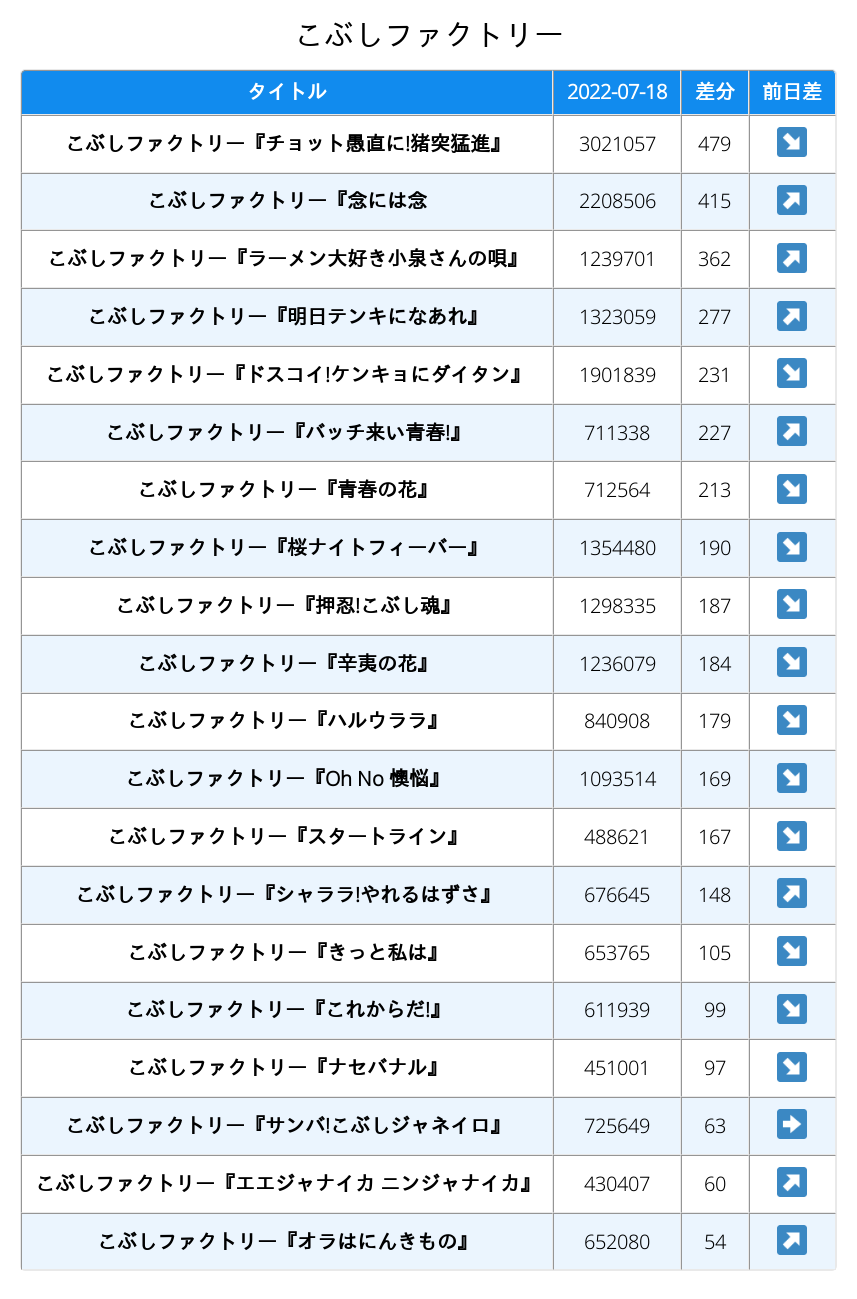 こぶしファクトリー
タイトル 2022-07-18 差分 前日差
こぶしファクトリー『チョット愚直に!猪突猛進』 3021057 479 ↘
こぶしファクトリー『念には念 2208506 415 ↗
こぶしファクトリー『ラーメン大好き小泉さんの唄』 1239701 362 ↗
こぶしファクトリー『明日テンキになあれ』 1323059 277 ↗
こぶしファクトリー『ドスコイ!ケンキョにダイタン』 1901839 231 ↘
こぶしファクトリー『バッチ来い青春!』 711338 227 ↗
こぶしファクトリー『青春の花』 712564 213 ↘
こぶしファクトリー『桜ナイトフィーバー』 1354480 190 ↘
こぶしファクトリー『押忍!こぶし魂』 1298335 187 ↘
こぶしファクトリー『辛夷の花』 1236079 184 ↘
こぶしファクトリー『ハルウララ』 840908 179 ↘
こぶしファクトリー『Oh No 懊悩』 1093514 169 ↘
こぶしファクトリー『スタートライン』 488621 167 ↘
こぶしファクトリー『シャララ!やれるはずさ』 676645 148 ↗
こぶしファクトリー『きっと私は』 653765 105 ↘
こぶしファクトリー『これからだ!』 611939 99 ↘
こぶしファクトリー『ナセバナル』 451001 97 ↘
こぶしファクトリー『サンバ!こぶしジャネイロ』 725649 63 ➡
こぶしファクトリー『エエジャナイカ ニンジャナイカ』 430407 60 ↗
こぶしファクトリー『オラはにんきもの』 652080 54 ↗